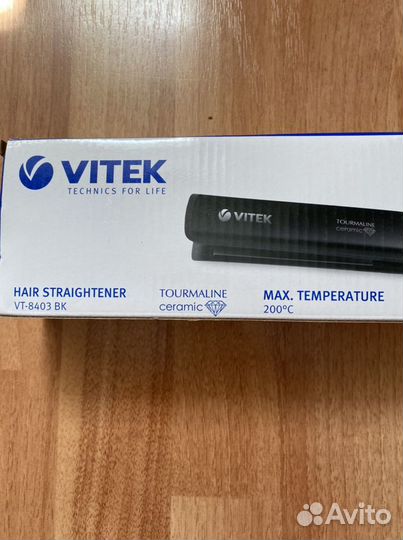 VITEK
TECHNICS FOR LIFE
VITEK
TOURMALINE
ceramic
HAIR STRAIGHTENER
VT-8403 BK
TOURMALINE
ceramic
MAX. TEMPERATURE
200°C
Avito